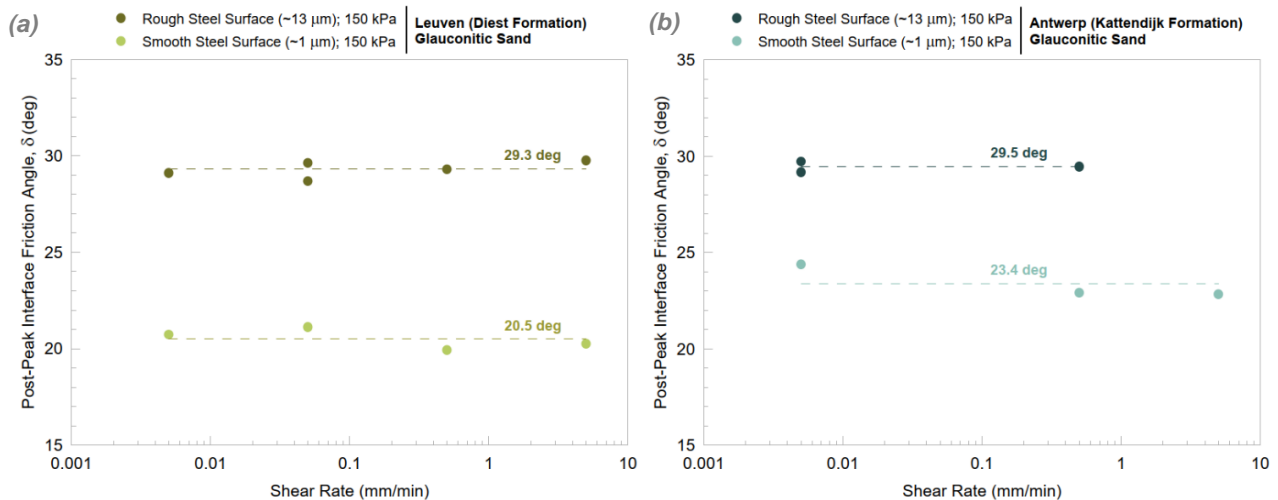 (a)
Rough Steel Surface (~13 μm); 150 kPa
Smooth Steel Surface (~1 μm); 150 kPa
Leuven (Diest Formation)
Glauconitic Sand
Post-Peak Interface Friction Angle, δ (deg)
35
30
25
20
15
29.3 deg
20.5 deg
0.001
0.01
0.1
1
10
Shear Rate (mm/min)
(b)
Rough Steel Surface (~13 μm); 150 kPa
Smooth Steel Surface (~1 μm); 150 kPa
Antwerp (Kattendijk Formation)
Glauconitic Sand
Post-Peak Interface Friction Angle, δ (deg)
35
30
25
20
15
29.5 deg
23.4 deg
0.001
0.01
0.1
1
10
Shear Rate (mm/min)